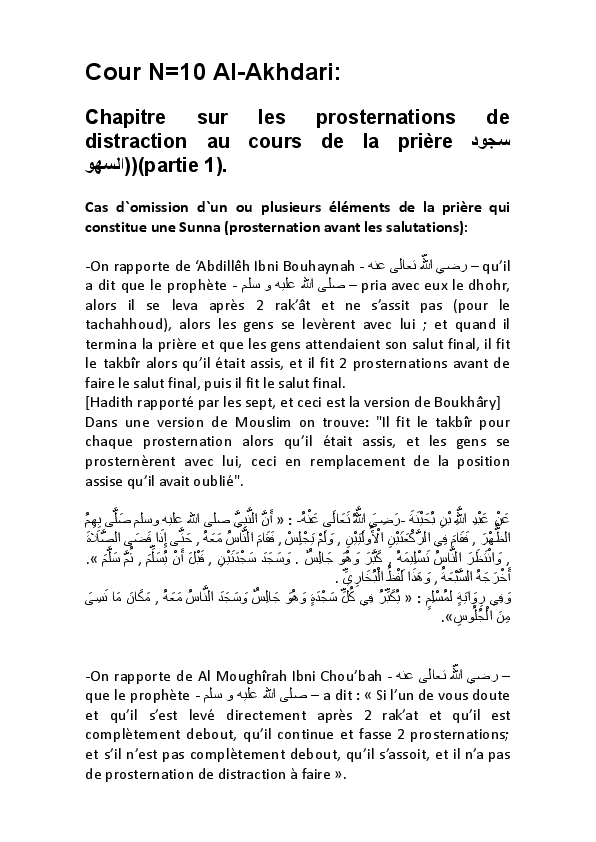 Cour N=10 Al-Akhdari:
Chapitre sur les prosternations de
distraction au cours de la prière سجود
السهو))(partie 1).
Cas d`omission d`un ou plusieurs éléments de la prière qui
constitue une Sunna (prosternation avant les salutations):
-On rapporte de ‘Abdillêh Ibni Bouhaynah - رضي اللّه تعالى عنه – qu’il
a dit que le prophète - صلى الله عليه و سلم – pria avec eux le dhohr,
alors il se leva après 2 rak’ât et ne s’assit pas (pour le
tachahhoud), alors les gens se levèrent avec lui ; et quand il
termina la prière et que les gens attendaient son salut final, il fit
le takbîr alors qu’il était assis, et il fit 2 prosternations avant de
faire le salut final, puis il fit le salut final.
[Hadith rapporté par les sept, et ceci est la version de Boukhâry]
Dans une version de Mouslim on trouve: "Il fit le takbîr pour
chaque prosternation alors qu’il était assis, et les gens se
prosternèrent avec lui, ceci en remplacement de la position
assise qu’il avait oublié".
عَنْ عَبْدِ اللَّهِ بْنِ بُحَيْنَةَ -رَضِيَ اللَّهُ تَعَالَى عَنْهُ- : « أَنَّ النَّبِيَّ صلى الله عليه وسلم صَلَّى بِهِمُ
الظُّهْرَ , فَقَامَ فِي الرَّكْعَتَيْنِ الْأُولَيَيْنِ , وَلَمْ يَجْلِسْ , فَقَامَ النَّاسُ مَعَهُ , حَتَّى إِذَا قَضَى الصَّلَاةَ
, وَانْتَظَرَ النَّاسُ تَسْلِيمَهُ , كَبَّرَ وَهُوَ جَالِسٌ . وَسَجَدَ سَجْدَتَيْنِ , قَبْلَ أَنْ يُسَلِّمَ , ثُمَّ سَلَّمَ ».
أَخْرَجَهُ السَّبْعَةُ , وَهَذَا لَفْظُ الْبُخَارِيِّ .
وَفِي رِوَايَةٍ لِمُسْلِمٍ : « يُكَبِّرُ فِي كُلِّ سَجْدَةٍ وَهُوَ جَالِسٌ وَسَجَدَ النَّاسُ مَعَهُ , مَكَانَ مَا نَسِيَ
مِنَ الْجُلُوسِ».
-On rapporte de Al Moughîrah Ibni Chou’bah - رضي اللّه تعالى عنه –
que le prophète - صلى الله عليه و سلم – a dit : « Si l’un de vous doute
et qu’il s’est levé directement après 2 rak’at et qu’il est
complètement debout, qu’il continue et fasse 2 prosternations;
et s’il n’est pas complètement debout, qu’il s’assoit, et il n’a pas
de prosternation de distraction à faire ».